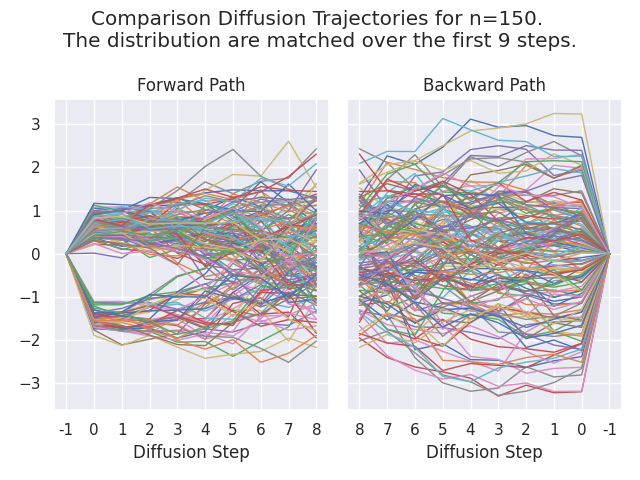 Comparison Diffusion Trajectories for n=150.
The distribution are matched over the first 9 steps.
Forward Path
Backward Path
3
2
1
0
−1
−2
−3
-1 0 1 2 3 4 5 6 7 8
8 7 6 5 4 3 2 1 0 -1
Diffusion Step
Diffusion Step